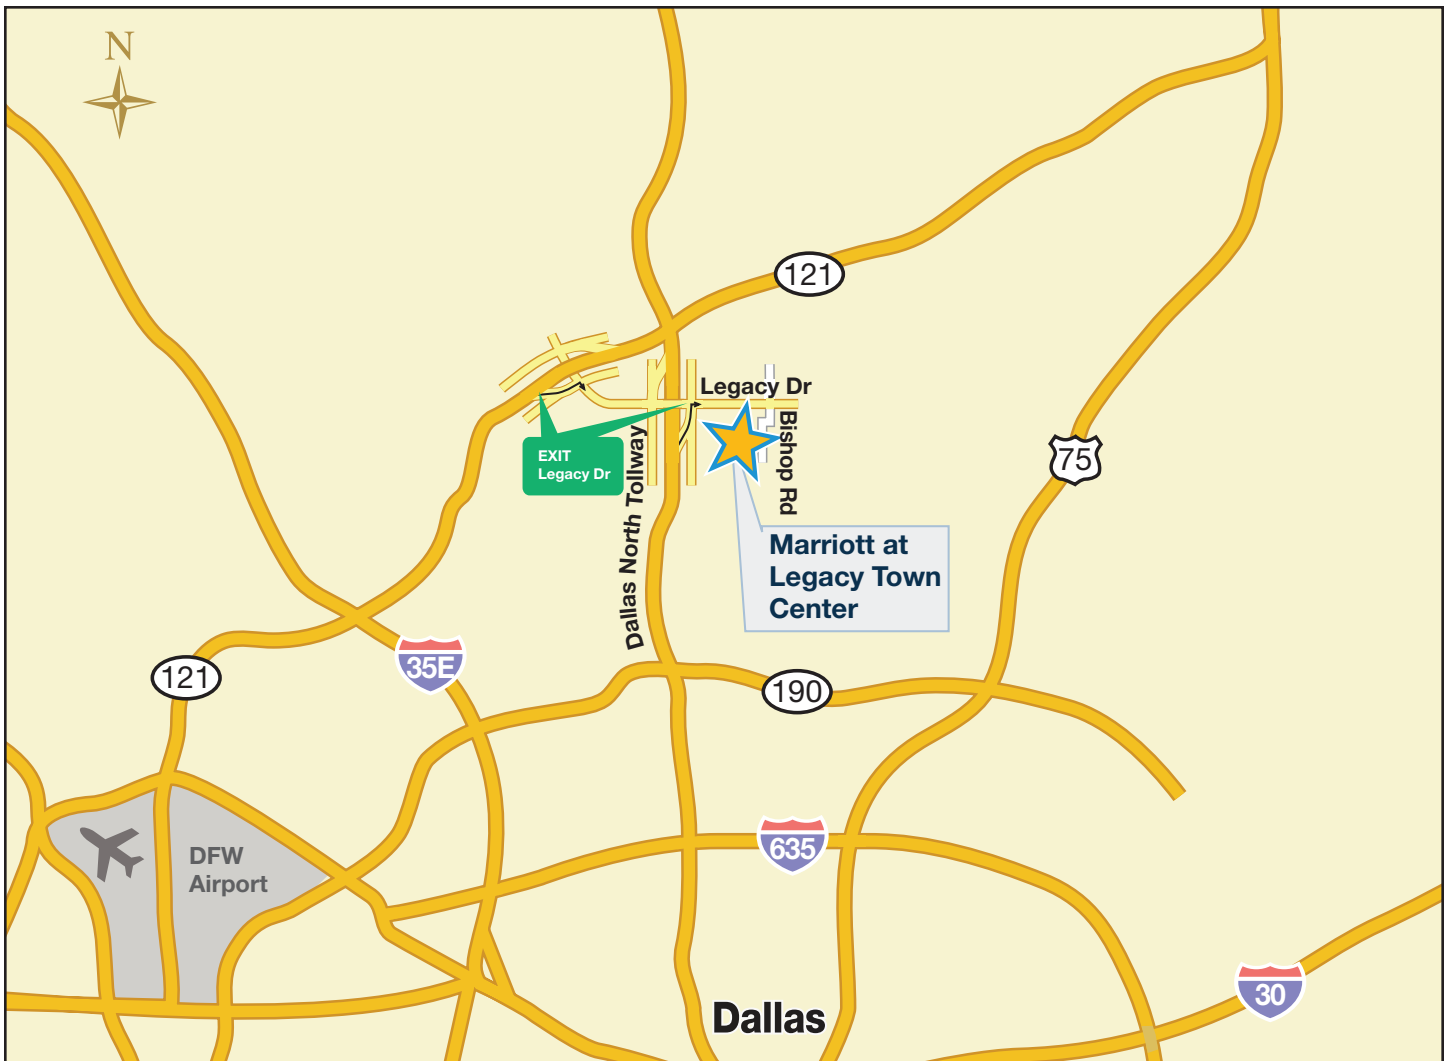 N
121
Legacy Dr
Bishop Rd
EXIT
Legacy Dr
Dallas North Tollway
75
Marriott at
Legacy Town
Center
35E
121
190
635
DFW
Airport
30
Dallas